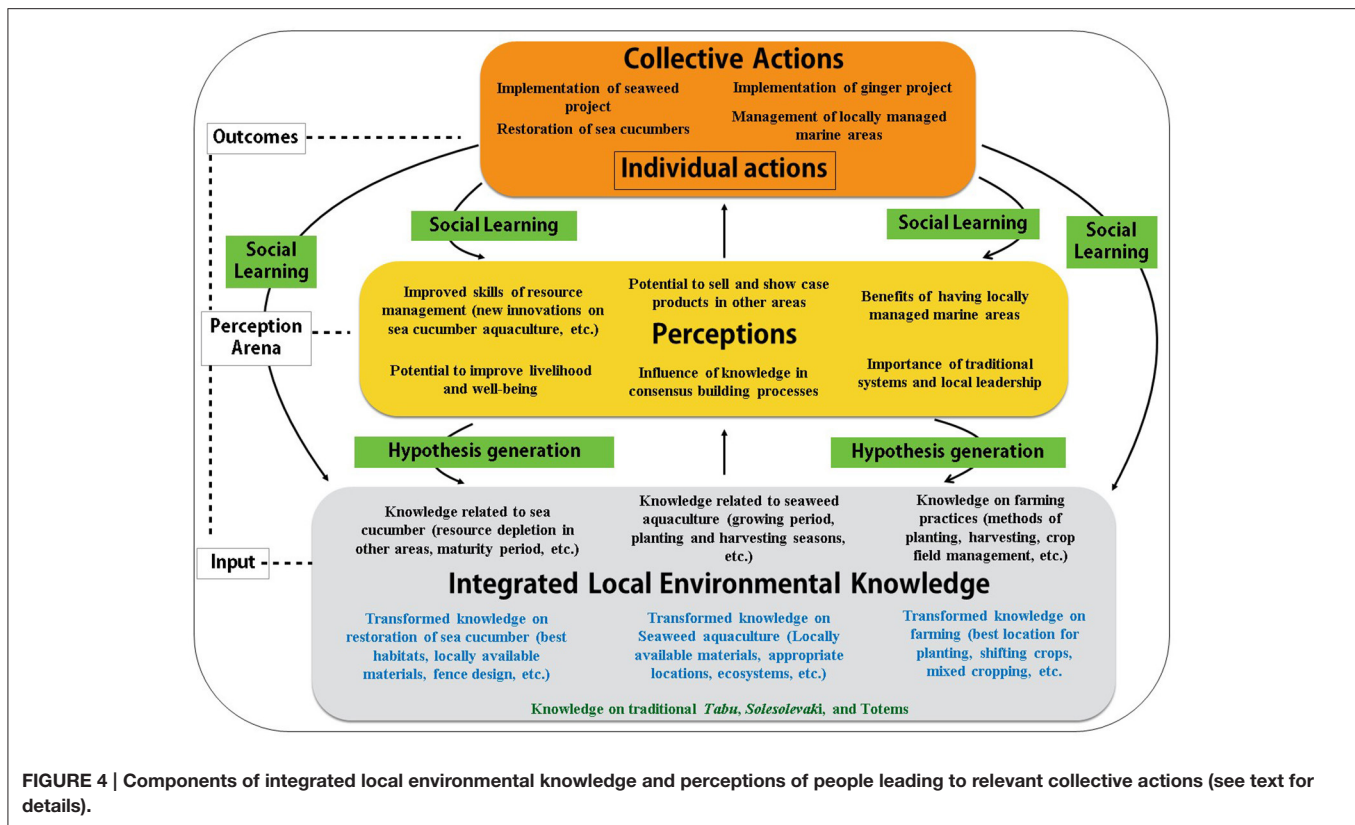 Collective Actions
Implementation of seaweed
project
Restoration of sea cucumbers
Implementation of ginger project
Management of locally managed
marine areas
Individual actions
Outcomes
Social Learning
Social Learning
Social
Learning
Social
Learning
Perception
Arena
Improved skills of resource
management (new innovations on
sea cucumber aquaculture, etc.)
Potential to sell and show case
products in other areas
Benefits of having locally
managed marine areas
Perceptions
Potential to improve livelihood
and well-being
Influence of knowledge in
consensus building processes
Importance of traditional
systems and local leadership
Hypothesis generation
Hypothesis generation
Input
Knowledge related to sea
cucumber (resource depletion in
other areas, maturity period, etc.)
Knowledge related to seaweed
aquaculture (growing period,
planting and harvesting seasons,
etc.)
Knowledge on farming
practices (methods of
planting, harvesting, crop
field management, etc.)
Integrated Local Environmental Knowledge
Transformed knowledge on
restoration of sea cucumber (best
habitats, locally available
materials, fence design, etc.)
Transformed knowledge on
Seaweed aquaculture (Locally
available materials, appropriate
locations, ecosystems, etc.)
Transformed knowledge on
farming (best location for
planting, shifting crops,
mixed cropping, etc.
Knowledge on traditional Tabu, Solesolevaki, and Totems
FIGURE 4 | Components of integrated local environmental knowledge and perceptions of people leading to relevant collective actions (see text for
details).